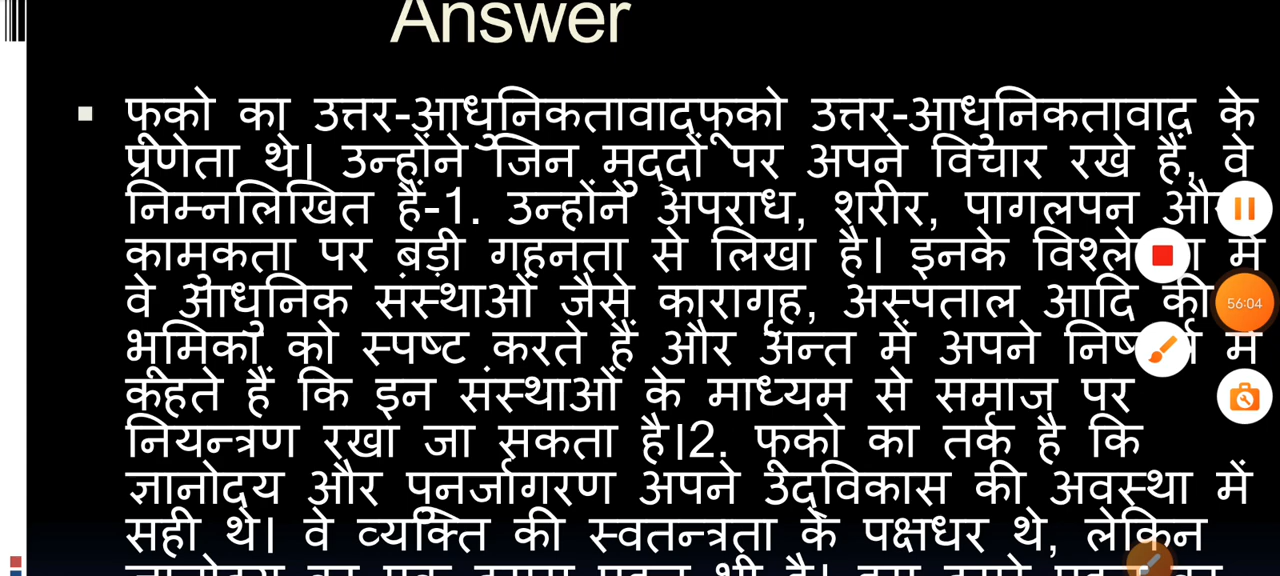 Answer
▪ फूको का उत्तर-आधुनिकतावादफूको उत्तर-आधुनिकतावाद के
प्रणेता थे। उन्होंने जिन मुद्दों पर अपने विचार रखे हैं, वे
निम्नलिखित हैं-1. उन्होंने अपराध, शरीर, पागलपन
कामुकता पर बड़ी गहनता से लिखा है। इनके में
वे आधुनिक संस्थाओं जैसे कारागृह, अस्पताल आदि की
56:04
भूमिका को स्पष्ट करते हैं और अन्त में अपने में
कहते हैं कि इन संस्थाओं के माध्यम से समाज पर
नियन्त्रण रखा जा सकता है।2. फूको का तर्क है कि
ज्ञानोदय और पुनर्जागरण अपने उद्विकास की अवस्था में
सही थे। वे व्यक्ति की स्वतन्त्रता के पक्षधर थे, लेकिन